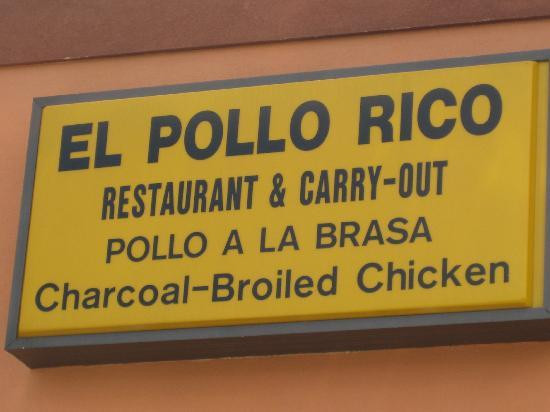 EL POLLO RICO
RESTAURANT & CARRY-OUT
POLLO A LA BRASA
Charcoal-Broiled Chicken